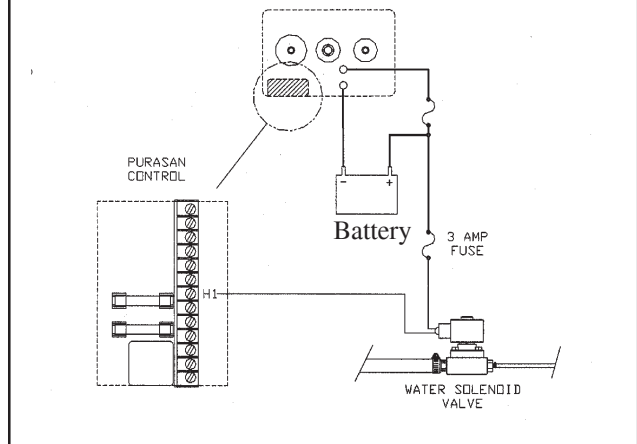 PURASAN
CONTROL
- +
Battery
3 AMP
FUSE
H1
WATER SOLENOID
VALVE